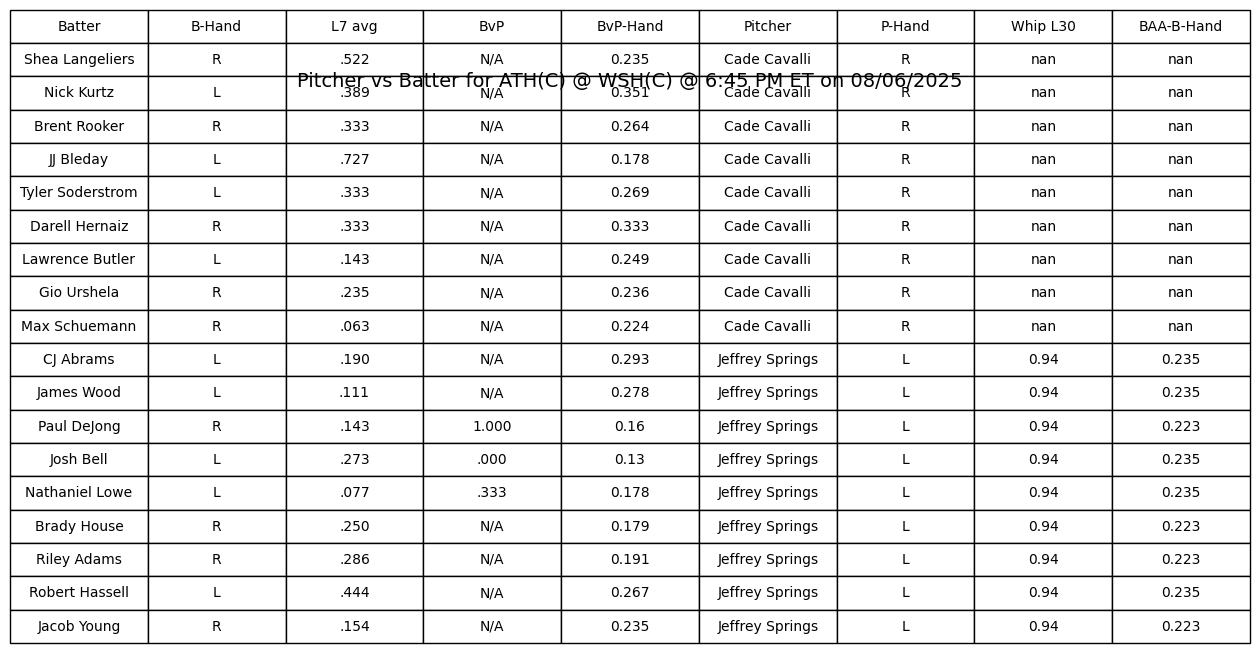 Batter B-Hand L7 avg BvP BvP-Hand Pitcher P-Hand Whip L30 BAA-B-Hand
Shea Langeliers R .522 N/A 0.235 Cade Cavalli R nan nan
Pitcher vs Batter for ATH(C) @ WSH(C) @ 6:45 PM ET on 08/06/2025
Nick Kurtz L .389 N/A 0.351 Cade Cavalli R nan nan
Brent Rooker R .333 N/A 0.264 Cade Cavalli R nan nan
JJ Bleday L .727 N/A 0.178 Cade Cavalli R nan nan
Tyler Soderstrom L .333 N/A 0.269 Cade Cavalli R nan nan
Darell Hernaiz R .333 N/A 0.333 Cade Cavalli R nan nan
Lawrence Butler L .143 N/A 0.249 Cade Cavalli R nan nan
Gio Urshela R .235 N/A 0.236 Cade Cavalli R nan nan
Max Schuemann R .063 N/A 0.224 Cade Cavalli R nan nan
CJ Abrams L .190 N/A 0.293 Jeffrey Springs L 0.94 0.235
James Wood L .111 N/A 0.278 Jeffrey Springs L 0.94 0.235
Paul DeJong R .143 1.000 0.16 Jeffrey Springs L 0.94 0.223
Josh Bell L .273 .000 0.13 Jeffrey Springs L 0.94 0.235
Nathaniel Lowe L .077 .333 0.178 Jeffrey Springs L 0.94 0.235
Brady House R .250 N/A 0.179 Jeffrey Springs L 0.94 0.223
Riley Adams R .286 N/A 0.191 Jeffrey Springs L 0.94 0.223
Robert Hassell L .444 N/A 0.267 Jeffrey Springs L 0.94 0.235
Jacob Young R .154 N/A 0.235 Jeffrey Springs L 0.94 0.223